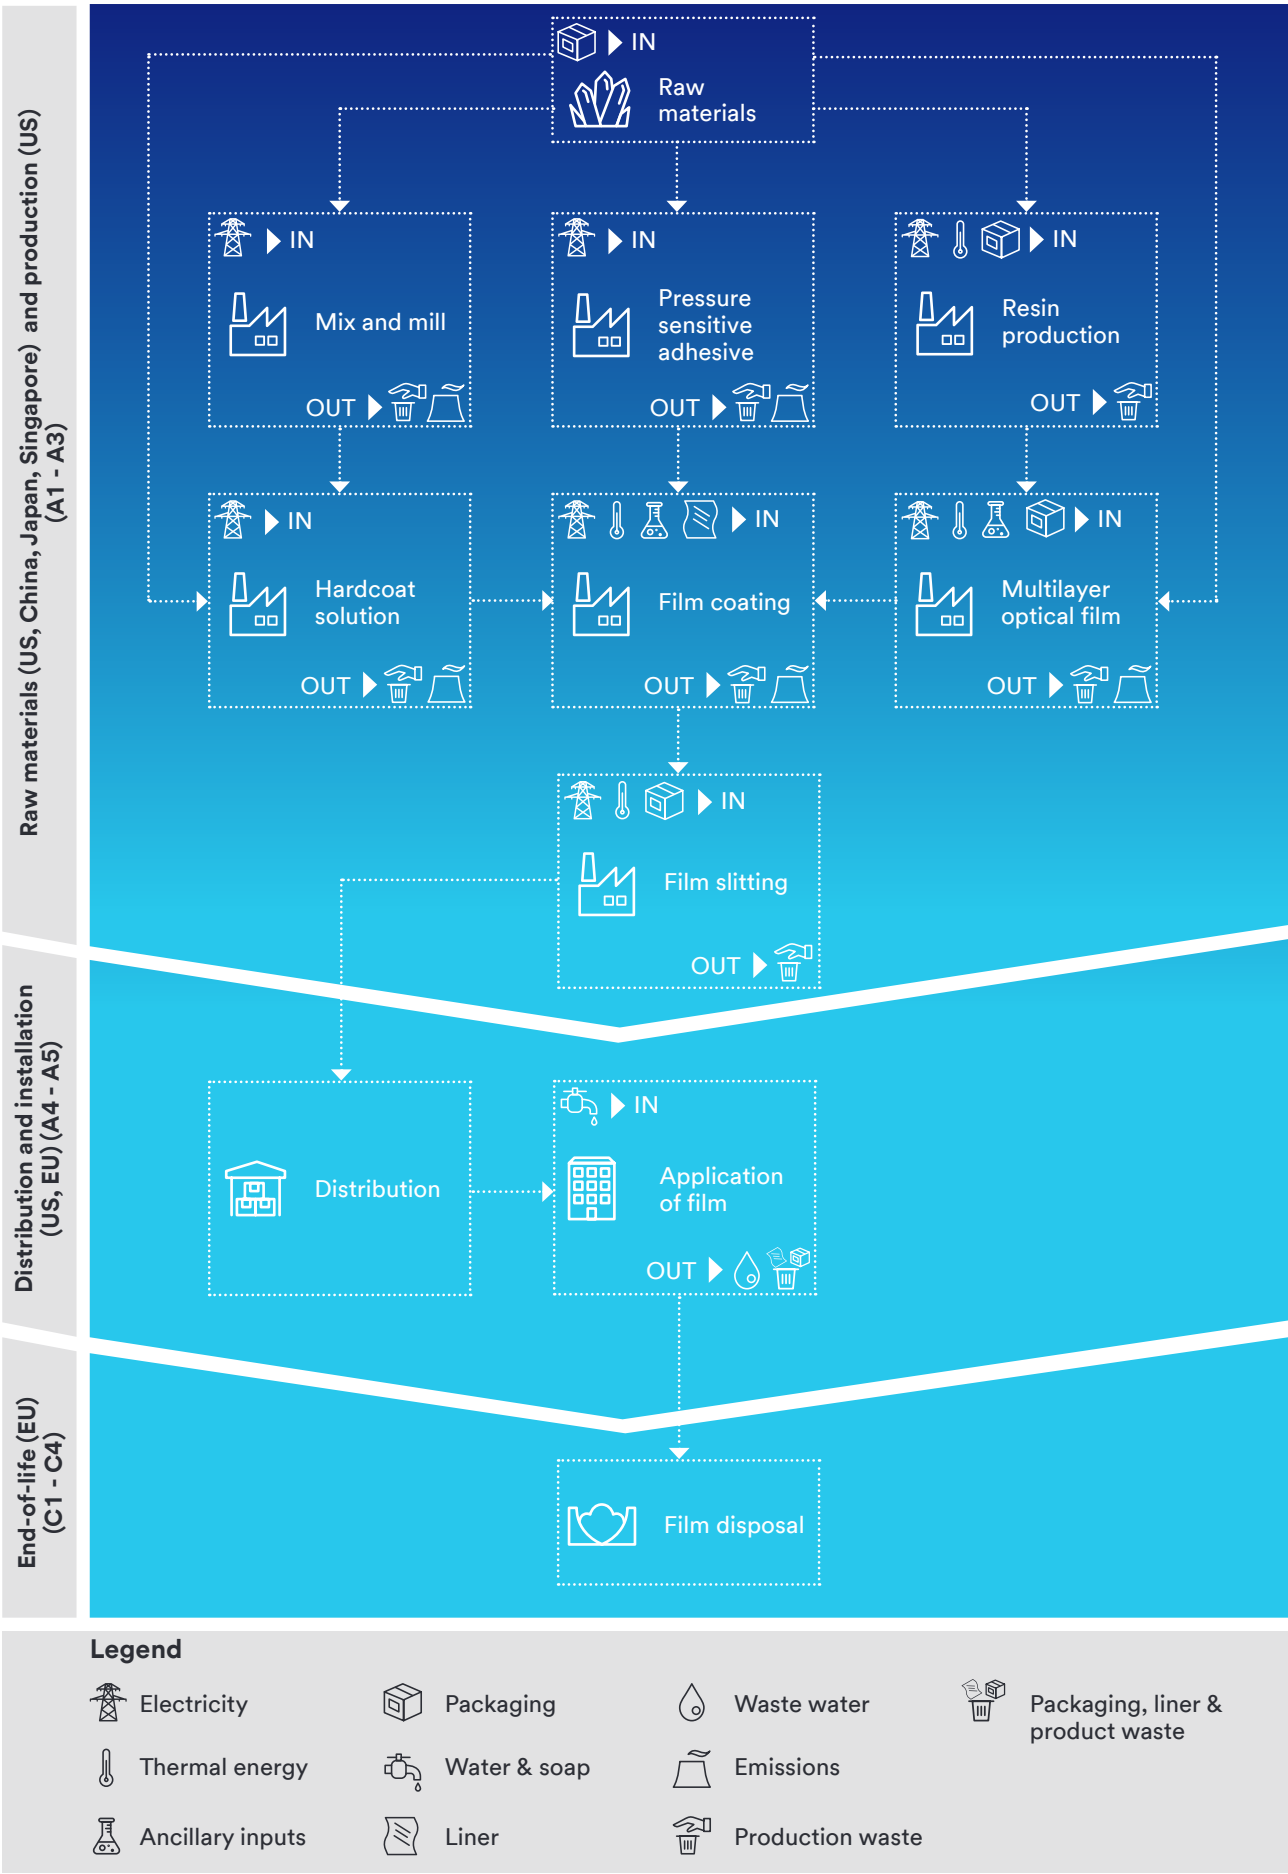 Raw materials (US, China, Japan, Singapore) and production (US)
(A1 - A3)
IN
Raw
materials
IN
Mix and mill
OUT
IN
Pressure
sensitive
adhesive
OUT
IN
Resin
production
OUT
IN
Hardcoat
solution
OUT
IN
Film coating
OUT
IN
Multilayer
optical film
OUT
IN
Film slitting
OUT
Distribution and installation
(US, EU) (A4 - A5)
Distribution
IN
Application
of film
OUT
End-of-life (EU)
(C1 - C4)
Film disposal
Legend
Electricity
Packaging
Waste water
Packaging, liner &
product waste
Thermal energy
Water & soap
Emissions
Ancillary inputs
Liner
Production waste